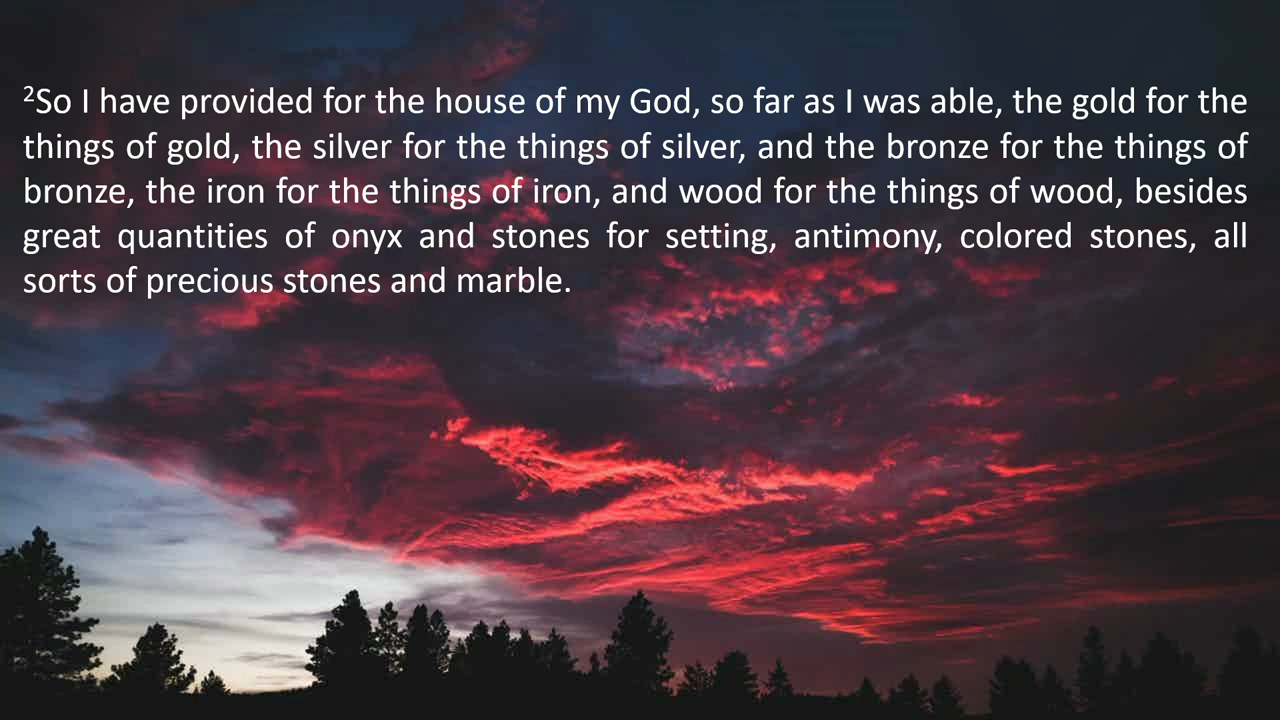 ²So I have provided for the house of my God, so far as I was able, the gold for the
things of gold, the silver for the things of silver, and the bronze for the things of
bronze, the iron for the things of iron, and wood for the things of wood, besides
great quantities of onyx and stones for setting, antimony, colored stones, all
sorts of precious stones and marble.